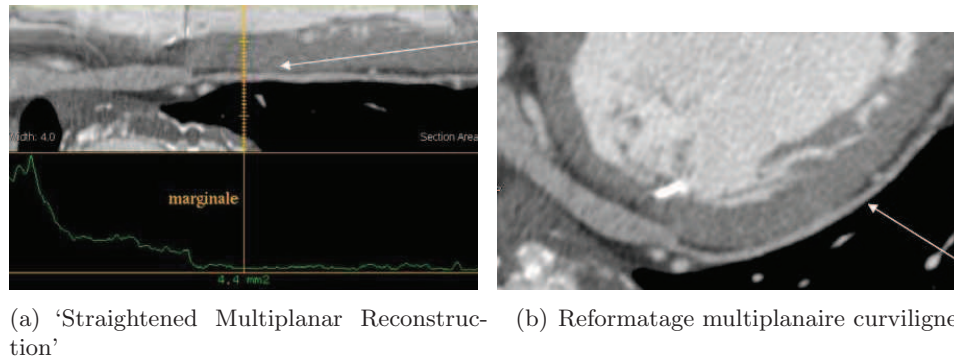 Width: 4.0
Section Area
marginale
4,4 mm2
(a) ‘Straightened Multiplanar Reconstruc-
tion’
(b) Reformatage multiplanaire curviligne